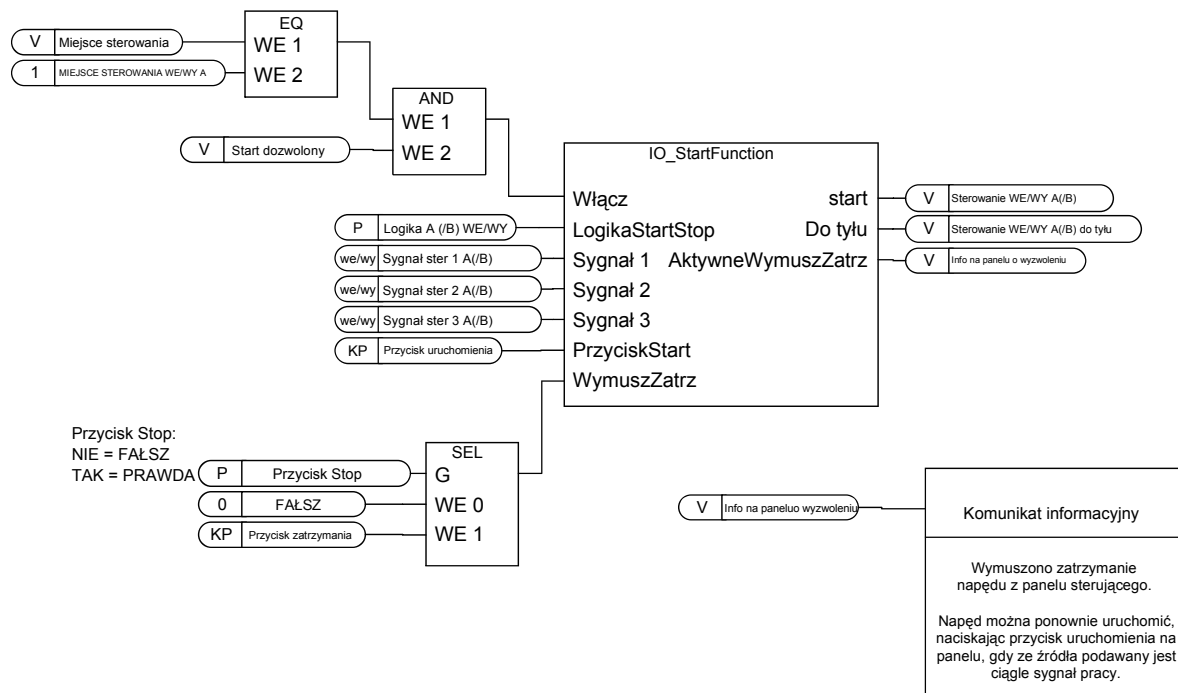 EQ
V Miejsce sterowania WE 1
1 MIEJSCE STEROWANIA WE/WY A WE 2
AND
WE 1
V Start dozwolony WE 2
IO_StartFunction
Włącz start V Sterowanie WE/WY A(/B)
P Logika A (/B) WE/WY LogikaStartStop Do tyłu V Sterowanie WE/WY A(/B) do tyłu
we/wy Sygnał ster 1 A(/B) Sygnał 1 AktywneWymuszZatrz V Info na panelu o wyzwoleniu
we/wy Sygnał ster 2 A(/B) Sygnał 2
we/wy Sygnał ster 3 A(/B) Sygnał 3
KP Przycisk uruchomienia PrzyciskStart
WymuszZatrz
Przycisk Stop:
NIE = FAŁSZ
TAK = PRAWDA
SEL
P Przycisk Stop G
0 FAŁSZ WE 0
KP Przycisk zatrzymania WE 1
V Info na paneluo wyzwoleniu
Komunikat informacyjny
Wymuszono zatrzymanie
napędu z panelu sterującego.
Napęd można ponownie uruchomić,
naciskając przycisk uruchomienia na
panelu, gdy ze źródła podawany jest
ciągle sygnał pracy.